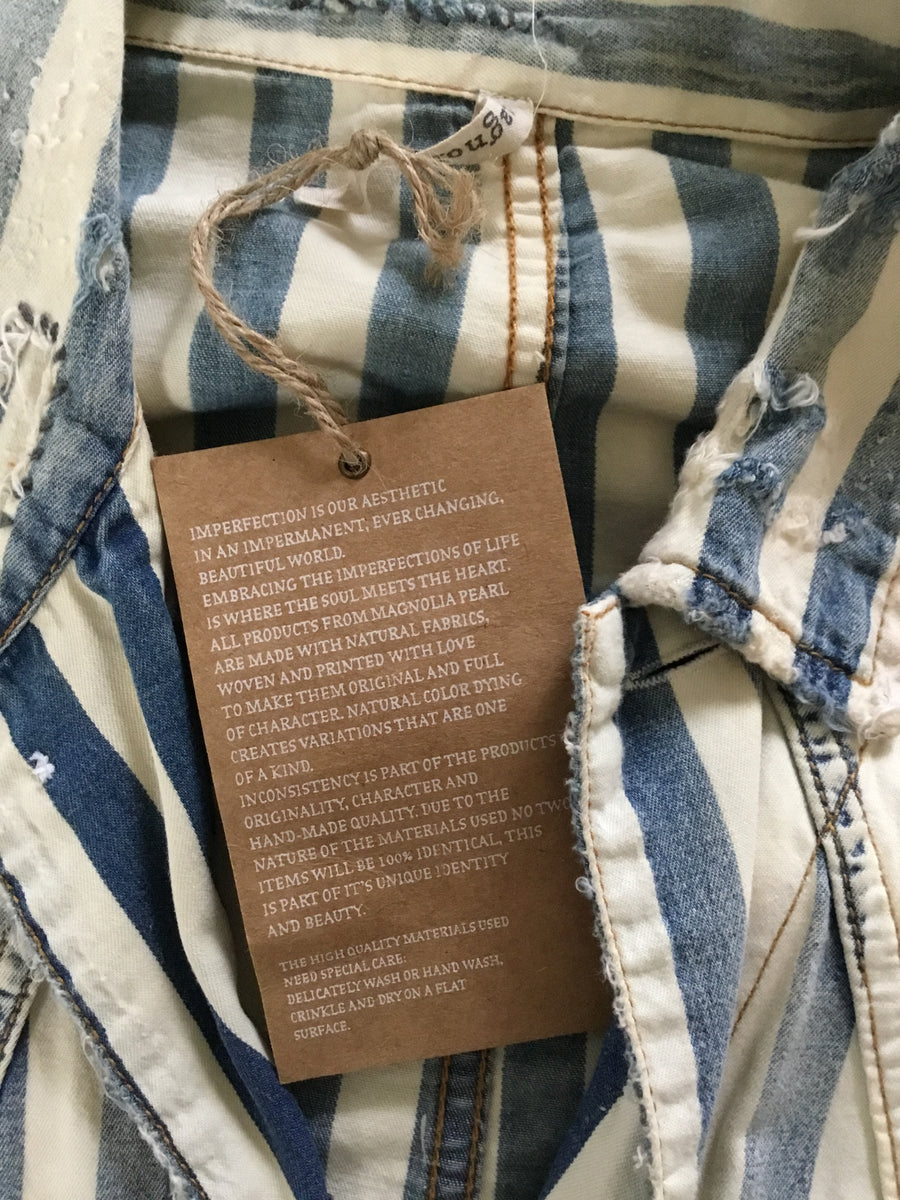 IMPERFECTION IS OUR AESTHETIC
IN AN IMPERMANENT, EVER CHANGING,
BEAUTIFUL WORLD.
EMBRACING THE IMPERFECTIONS OF LIFE
IS WHERE THE SOUL MEETS THE HEART.
ALL PRODUCTS FROM MAGNOLIA PEARL
ARE MADE WITH NATURAL FABRICS,
WOVEN AND PRINTED WITH LOVE
TO MAKE THEM ORIGINAL AND FULL
OF CHARACTER. NATURAL COLOR DYING
CREATES VARIATIONS THAT ARE ONE
OF A KIND.
INCONSISTENCY IS PART OF THE PRODUCTS
ORIGINALITY, CHARACTER AND
HAND-MADE QUALITY. DUE TO THE
NATURE OF THE MATERIALS USED NO TWO
ITEMS WILL BE 100% IDENTICAL, THIS
IS PART OF IT'S UNIQUE IDENTITY
AND BEAUTY.
THE HIGH QUALITY MATERIALS USED
NEED SPECIAL CARE:
DELICATELY WASH OR HAND WASH,
CRINKLE AND DRY ON A FLAT
SURFACE.